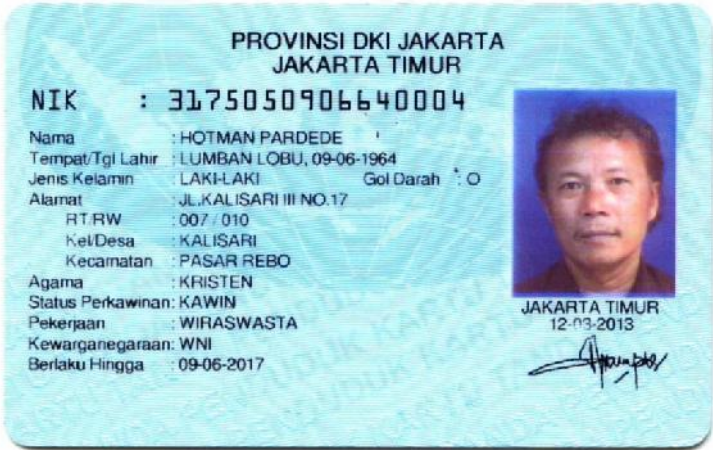 PROVINSI DKI JAKARTA
JAKARTA TIMUR
NIK : 3175050906640004
Nama : HOTMAN PARDEDE
Tempat/Tgl Lahir : LUMBAN LOBU, 09-06-1964
Jenis Kelamin : LAKI-LAKI Gol Darah : O
Alamat : JL.KALISARI III NO.17
RT/RW : 007 / 010
Kel/Desa : KALISARI
Kecamatan : PASAR REBO
Agama : KRISTEN
Status Perkawinan: KAWIN
Pekerjaan : WIRASWASTA
Kewarganegaraan: WNI
Berlaku Hingga : 09-06-2017
JAKARTA TIMUR
12-03-2013